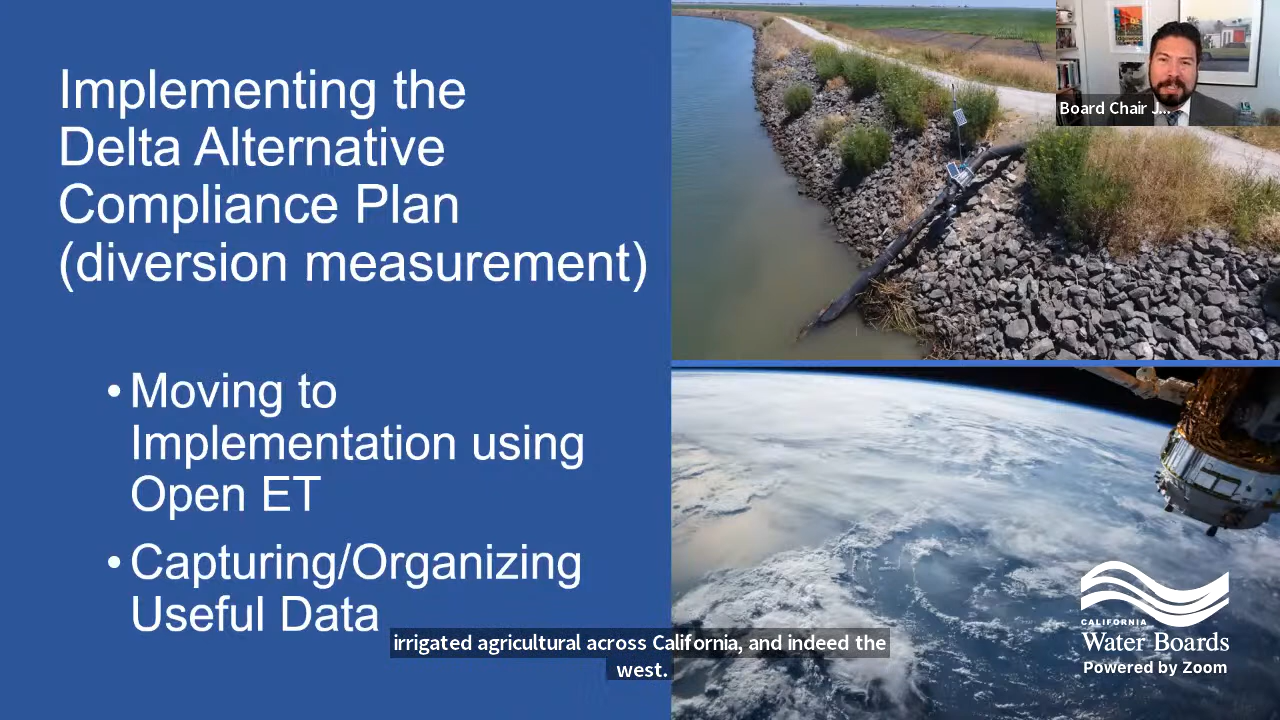 Implementing the
Delta Alternative
Compliance Plan
(diversion measurement)
• Moving to
Implementation using
Open ET
• Capturing/Organizing
Useful Data
irrigated agricultural across California, and indeed the
west.
Board Chair J...
CALIFORNIA
Water Boards
Powered by Zoom